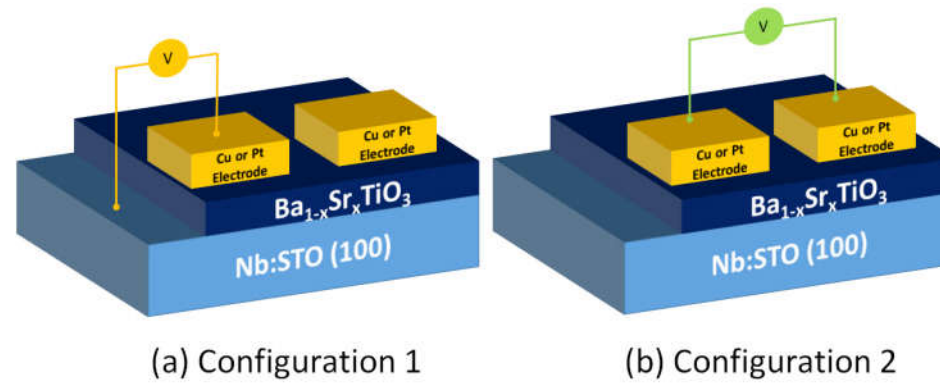 V
Cu or Pt
Electrode
Cu or Pt
Electrode
Ba₁₋ₓSrₓTiO₃
Nb:STO (100)
(a) Configuration 1
V
Cu or Pt
Electrode
Cu or Pt
Electrode
Ba₁₋ₓSrₓTiO₃
Nb:STO (100)
(b) Configuration 2